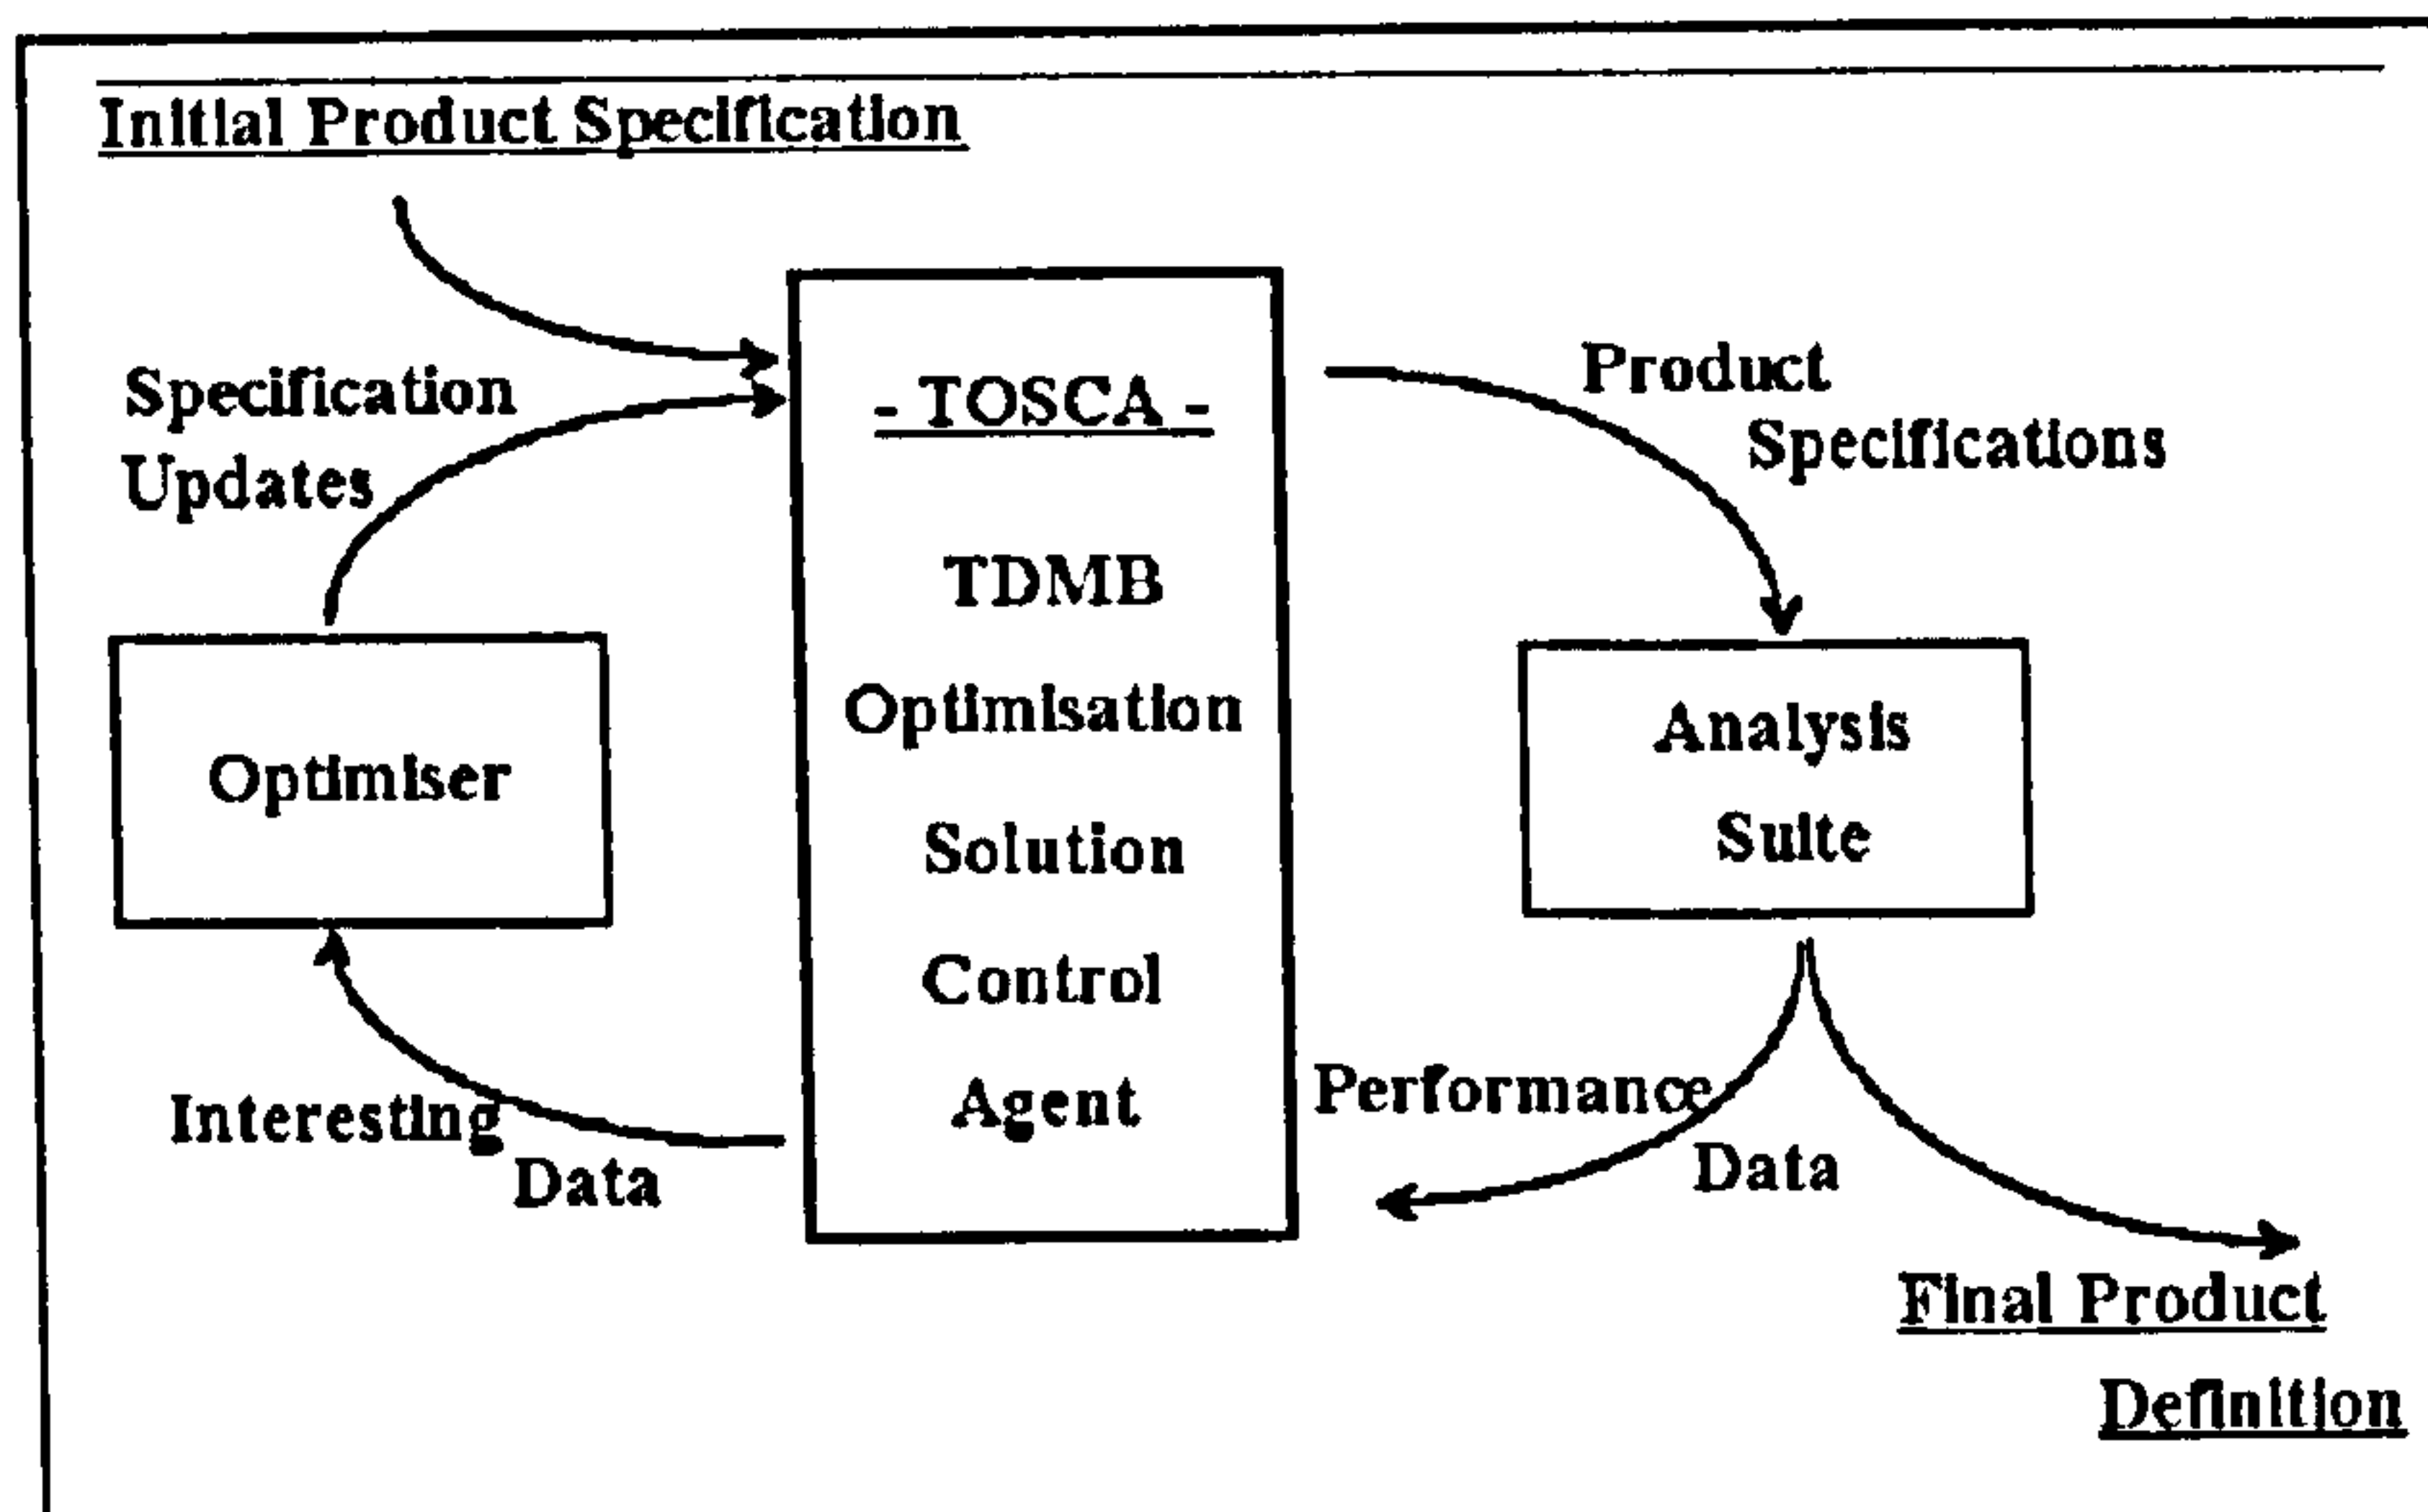 Initial Product Specification
Specification
Updates
- TOSCA -
TDMB
Optimisation
Solution
Control
Agent
Product
Specifications
Optimiser
Analysis
Suite
Interesting
Data
Performance
Data
Final Product
Definition